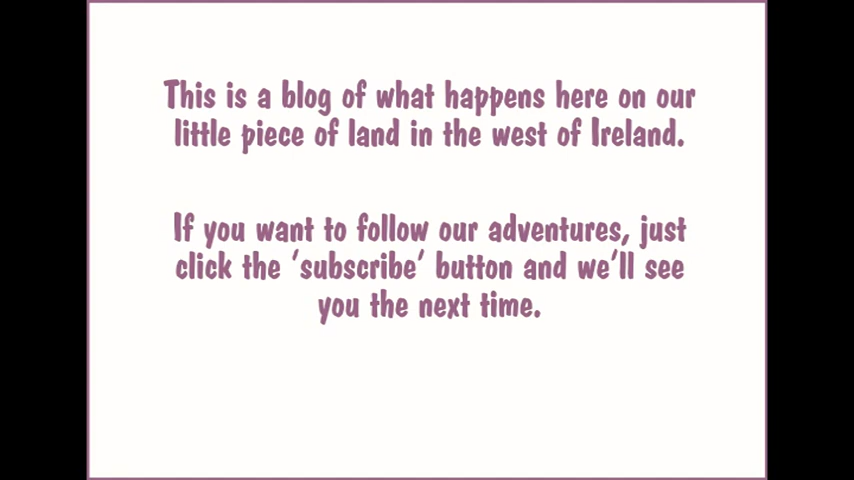 This is a blog of what happens here on our
little piece of land in the west of Ireland.
If you want to follow our adventures, just
click the ‘subscribe’ button and we’ll see
you the next time.